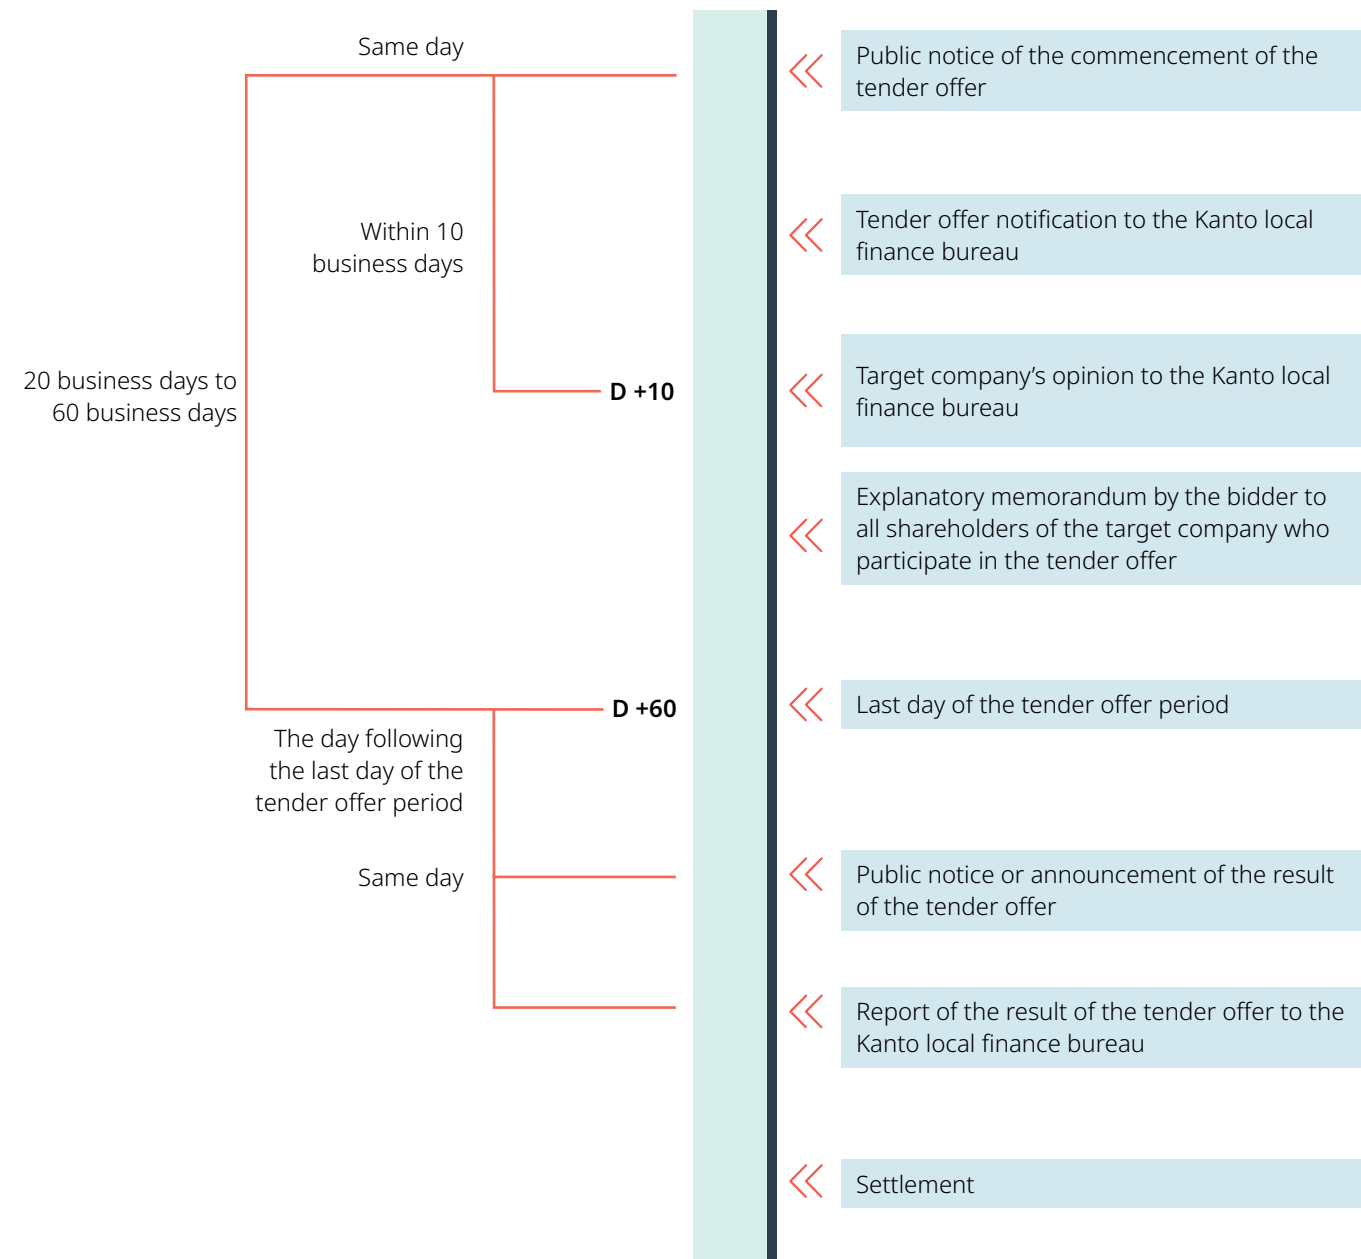 Same day
Public notice of the commencement of the
tender offer
Within 10
business days
Tender offer notification to the Kanto local
finance bureau
20 business days to
60 business days
D +10
Target company’s opinion to the Kanto local
finance bureau
Explanatory memorandum by the bidder to
all shareholders of the target company who
participate in the tender offer
D +60
Last day of the tender offer period
The day following
the last day of the
tender offer period
Same day
Public notice or announcement of the result
of the tender offer
Report of the result of the tender offer to the
Kanto local finance bureau
Settlement